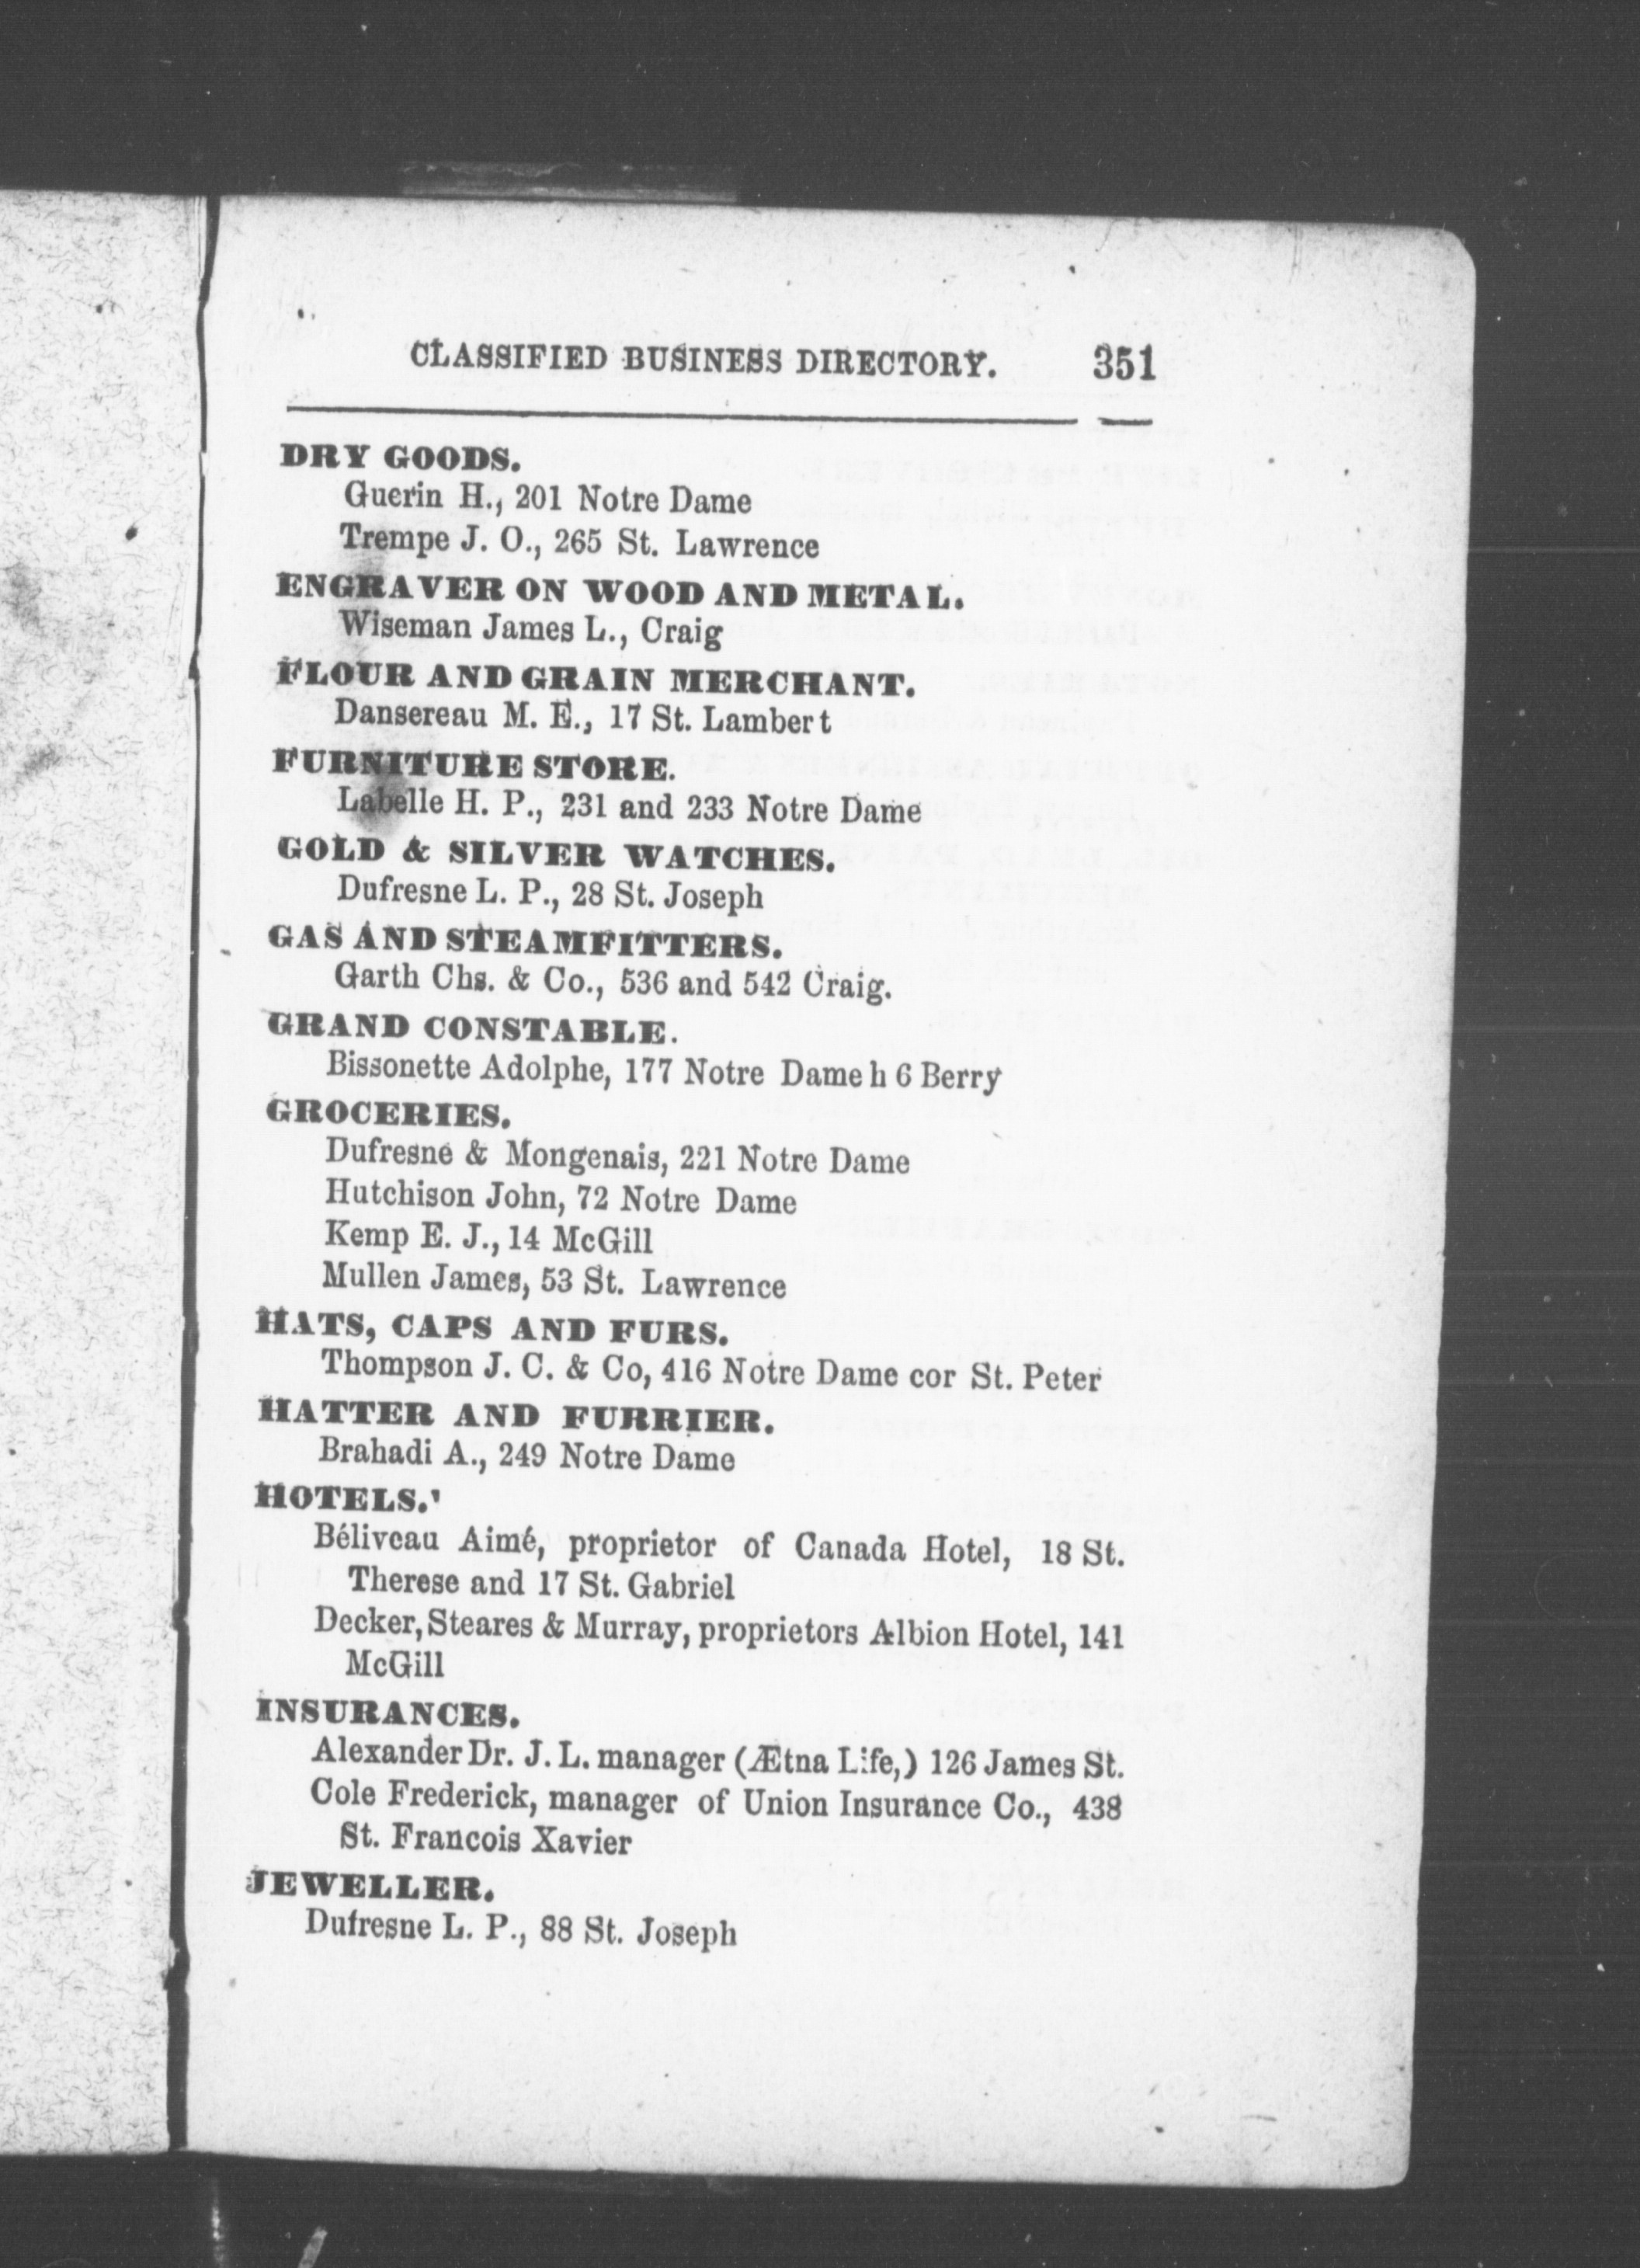 CLASSIFIED BUSINESS DIRECTORY. 351
DRY GOODS.
Guerin H., 201 Notre Dame
Trempe J. O., 265 St. Lawrence
ENGRAVER ON WOOD AND METAL.
Wiseman James L., Craig
FLOUR AND GRAIN MERCHANT.
Dansereau M. E., 17 St. Lambert
FURNITURE STORE.
Labelle H. P., 231 and 233 Notre Dame
GOLD & SILVER WATCHES.
Dufresne L. P., 28 St. Joseph
GAS AND STEAMFITTERS.
Garth Chs. & Co., 536 and 542 Craig.
GRAND CONSTABLE.
Bissonette Adolphe, 177 Notre Dame h 6 Berry
GROCERIES.
Dufresne & Mongenais, 221 Notre Dame
Hutchison John, 72 Notre Dame
Kemp E. J., 14 McGill
Mullen James, 53 St. Lawrence
HATS, CAPS AND FURS.
Thompson J. C. & Co, 416 Notre Dame cor St. Peter
HATTER AND FURRIER.
Brahadi A., 249 Notre Dame
HOTELS.'
Béliveau Aimé, proprietor of Canada Hotel, 18 St.
Therese and 17 St. Gabriel
Decker, Steares & Murray, proprietors Albion Hotel, 141
McGill
INSURANCES.
Alexander Dr. J. L. manager (Ætna Life,) 126 James St.
Cole Frederick, manager of Union Insurance Co., 438
St. Francois Xavier
JEWELLER.
Dufresne L. P., 88 St. Joseph